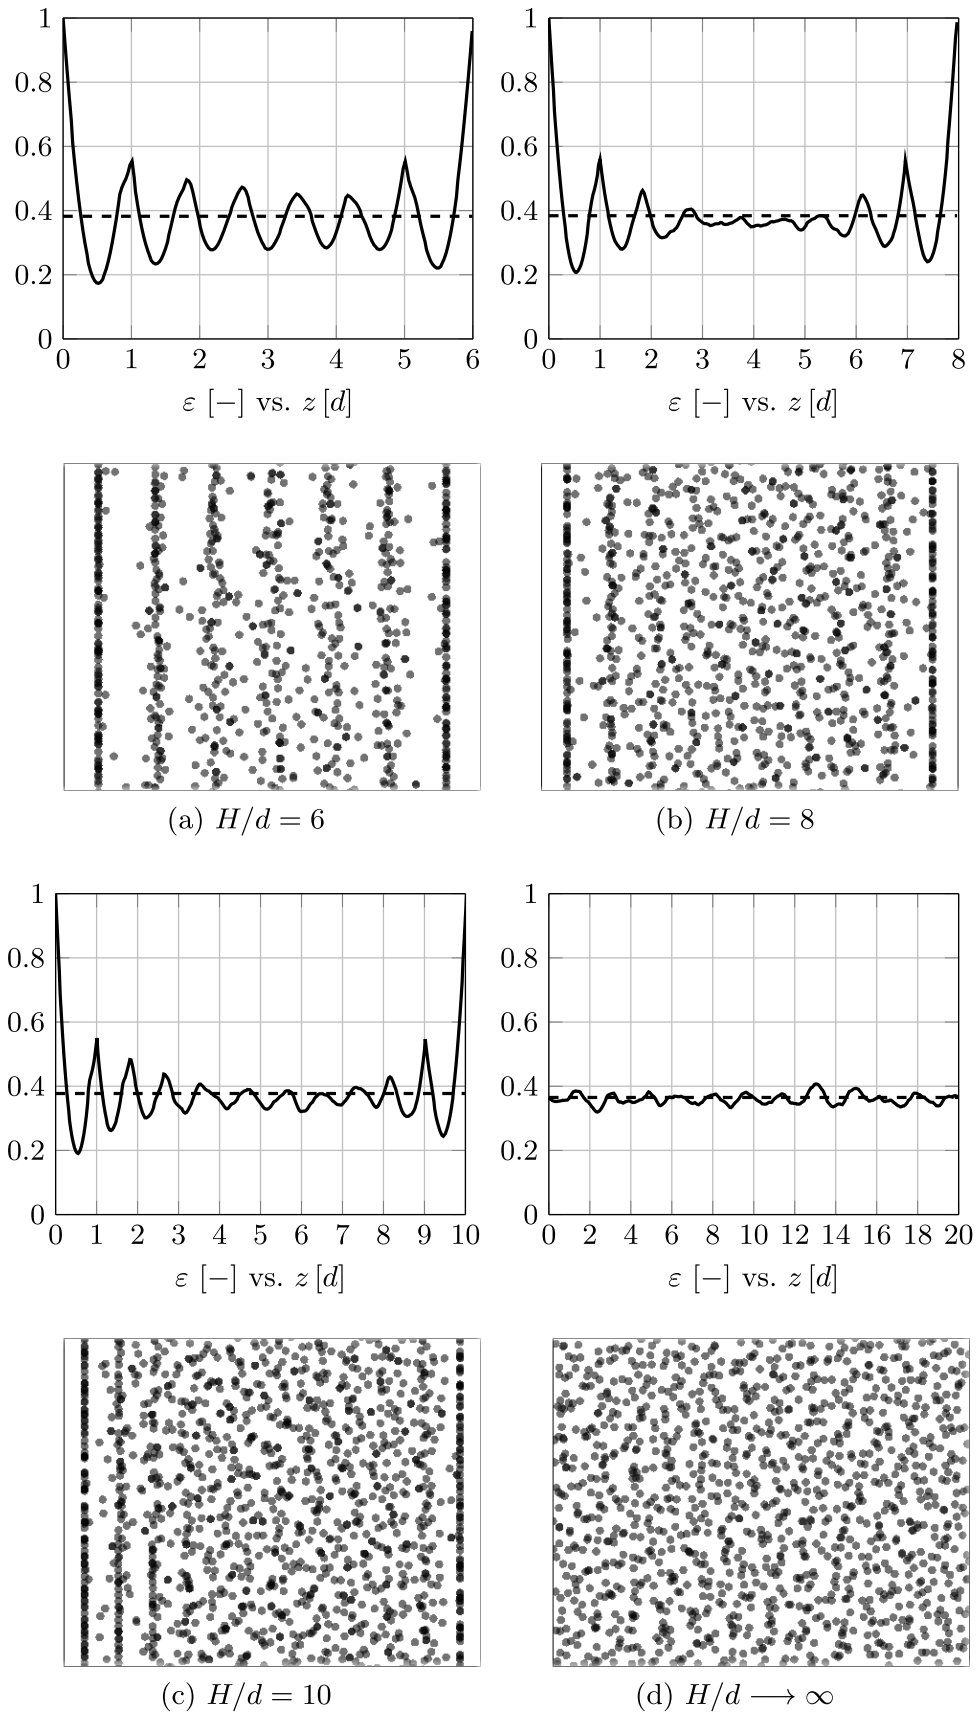 1
0.8
0.6
0.4
0.2
0
0 1 2 3 4 5 6
ε [−] vs. z [d]
1
0.8
0.6
0.4
0.2
0
0 1 2 3 4 5 6 7 8
ε [−] vs. z [d]
(a) H/d = 6
(b) H/d = 8
1
0.8
0.6
0.4
0.2
0
0 1 2 3 4 5 6 7 8 9 10
ε [−] vs. z [d]
1
0.8
0.6
0.4
0.2
0
0 2 4 6 8 10 12 14 16 18 20
ε [−] vs. z [d]
(c) H/d = 10
(d) H/d ⟶ ∞